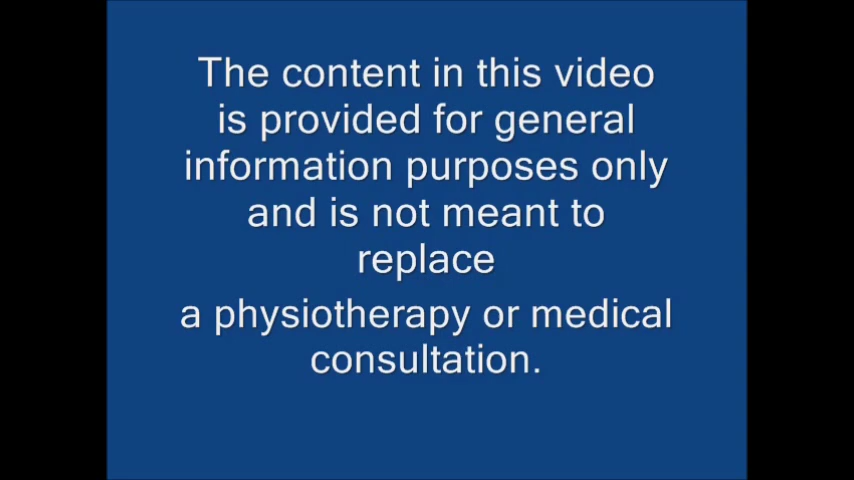 The content in this video
is provided for general
information purposes only
and is not meant to
replace
a physiotherapy or medical
consultation.